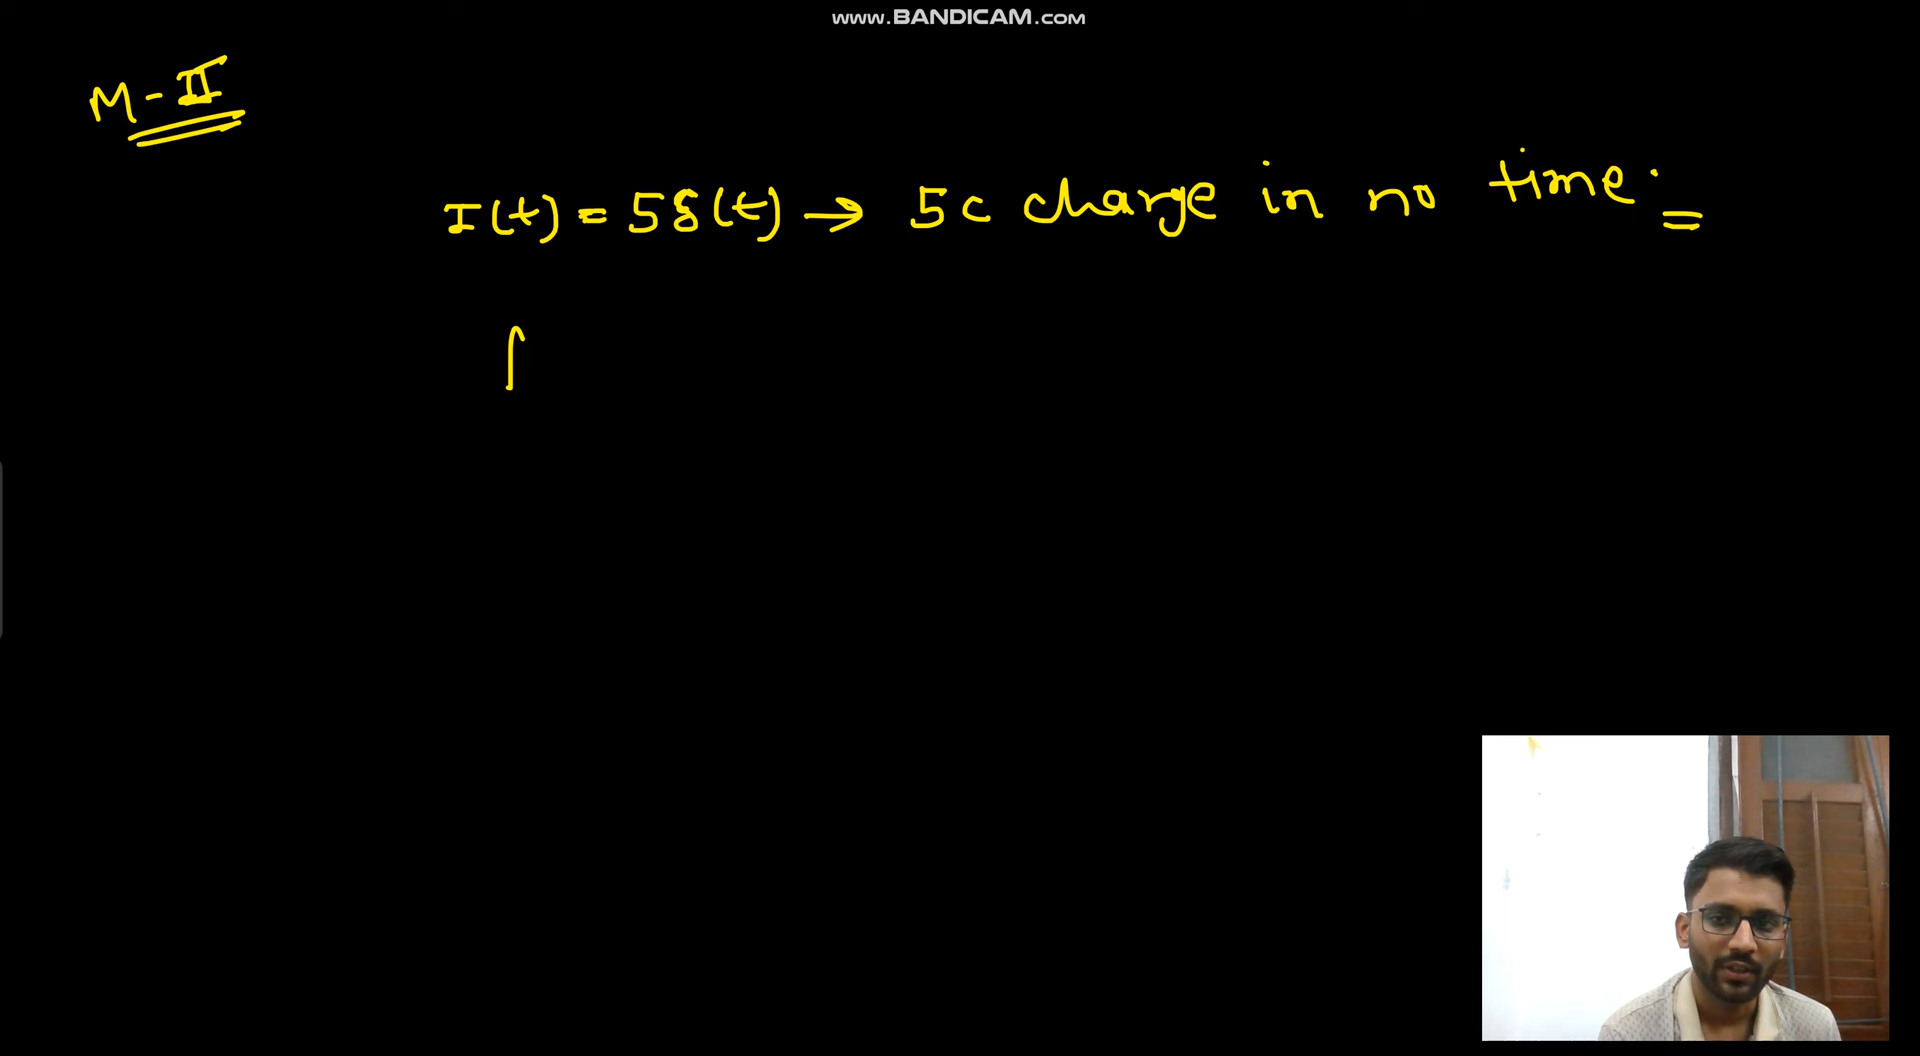 www.BANDICAM.com
M-II
I(t) = 5δ(t) → 5c charge in no time.
∫